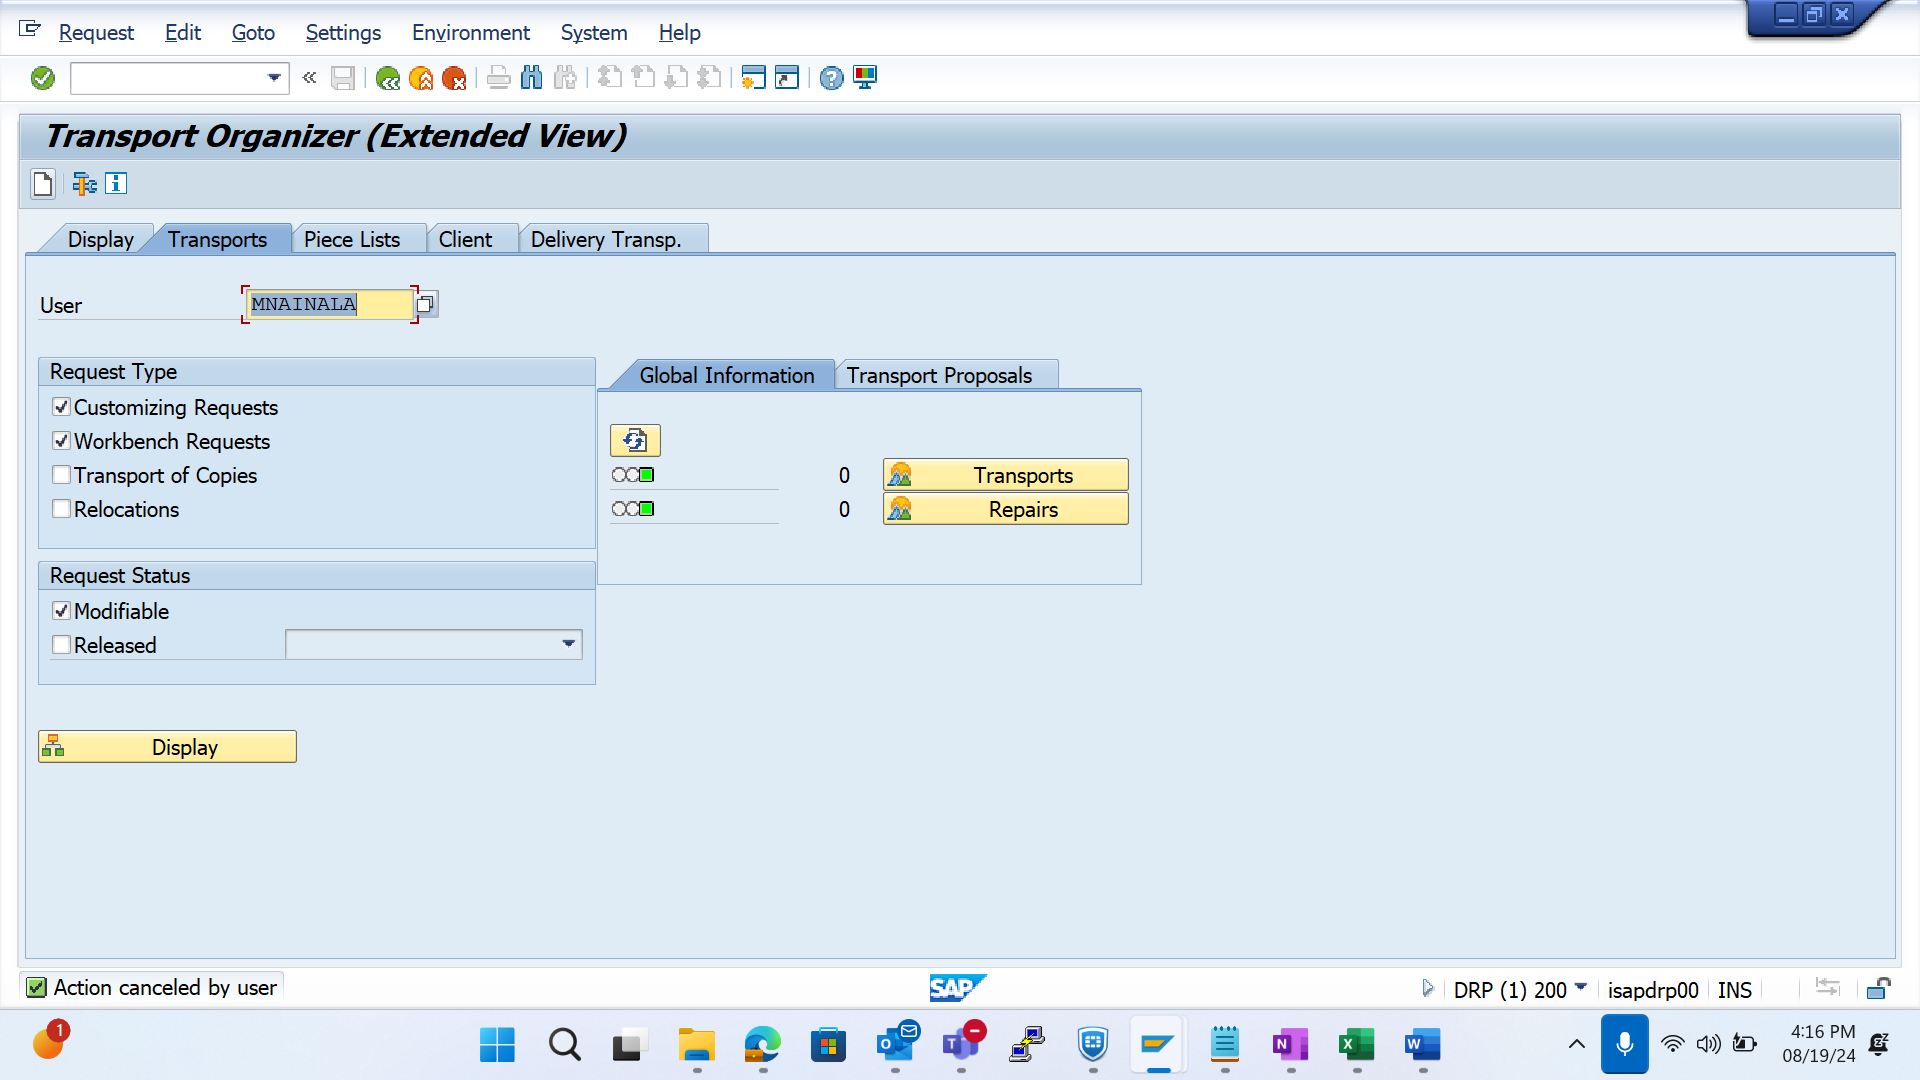 Request Edit Goto Settings Environment System Help
Transport Organizer (Extended View)
Display Transports Piece Lists Client Delivery Transp.
User MNAINALA
Request Type
Global Information Transport Proposals
Customizing Requests
Workbench Requests
Transport of Copies 0 Transports
Relocations 0 Repairs
Request Status
Modifiable
Released
Display
Action canceled by user SAP DRP (1) 200 isapdrp00 INS
1
4:16 PM
08/19/24